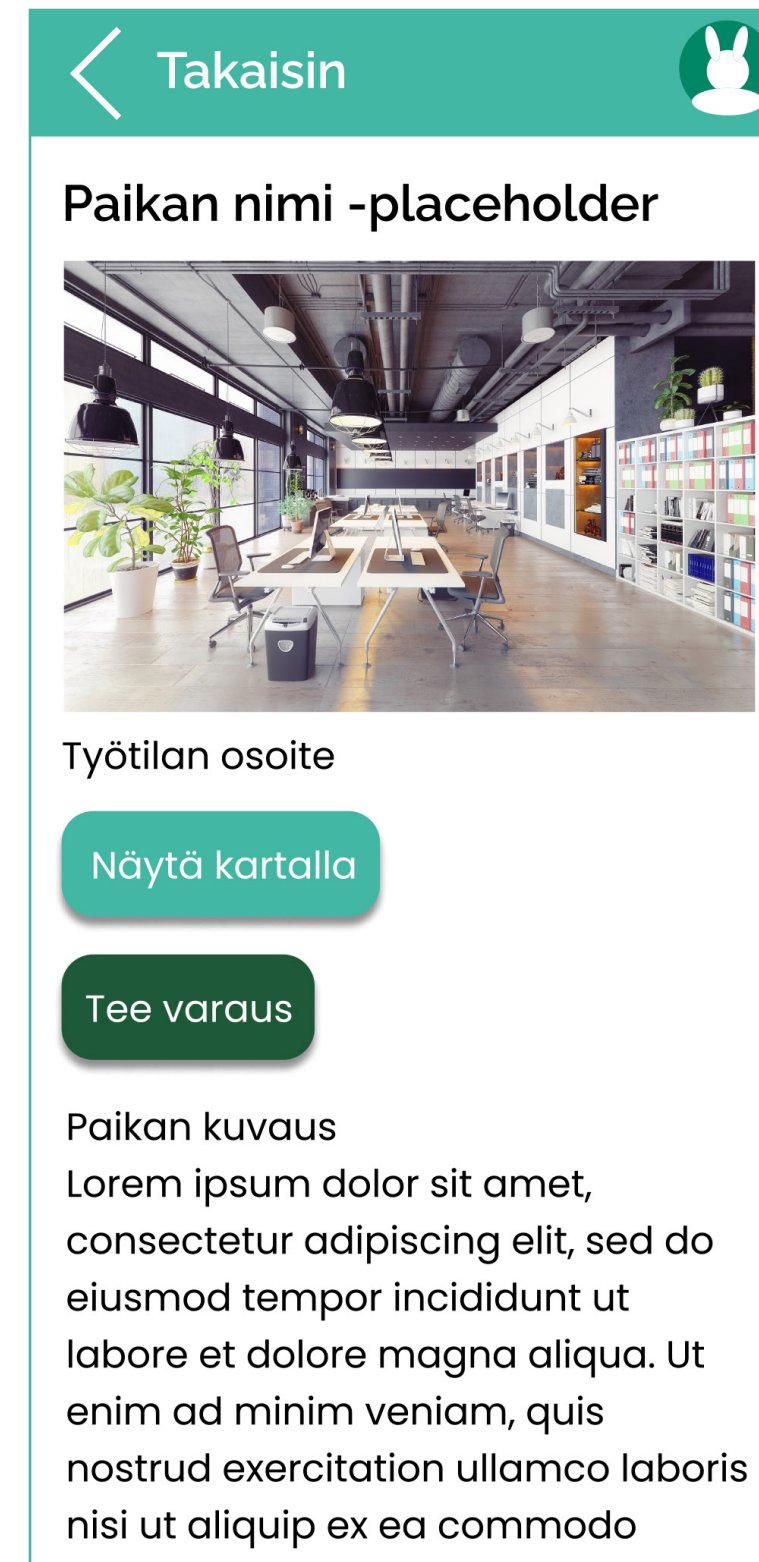 Takaisin
Paikan nimi -placeholder
Työtilan osoite
Näytä kartalla
Tee varaus
Paikan kuvaus
Lorem ipsum dolor sit amet,
consectetur adipiscing elit, sed do
eiusmod tempor incididunt ut
labore et dolore magna aliqua. Ut
enim ad minim veniam, quis
nostrud exercitation ullamco laboris
nisi ut aliquip ex ea commodo